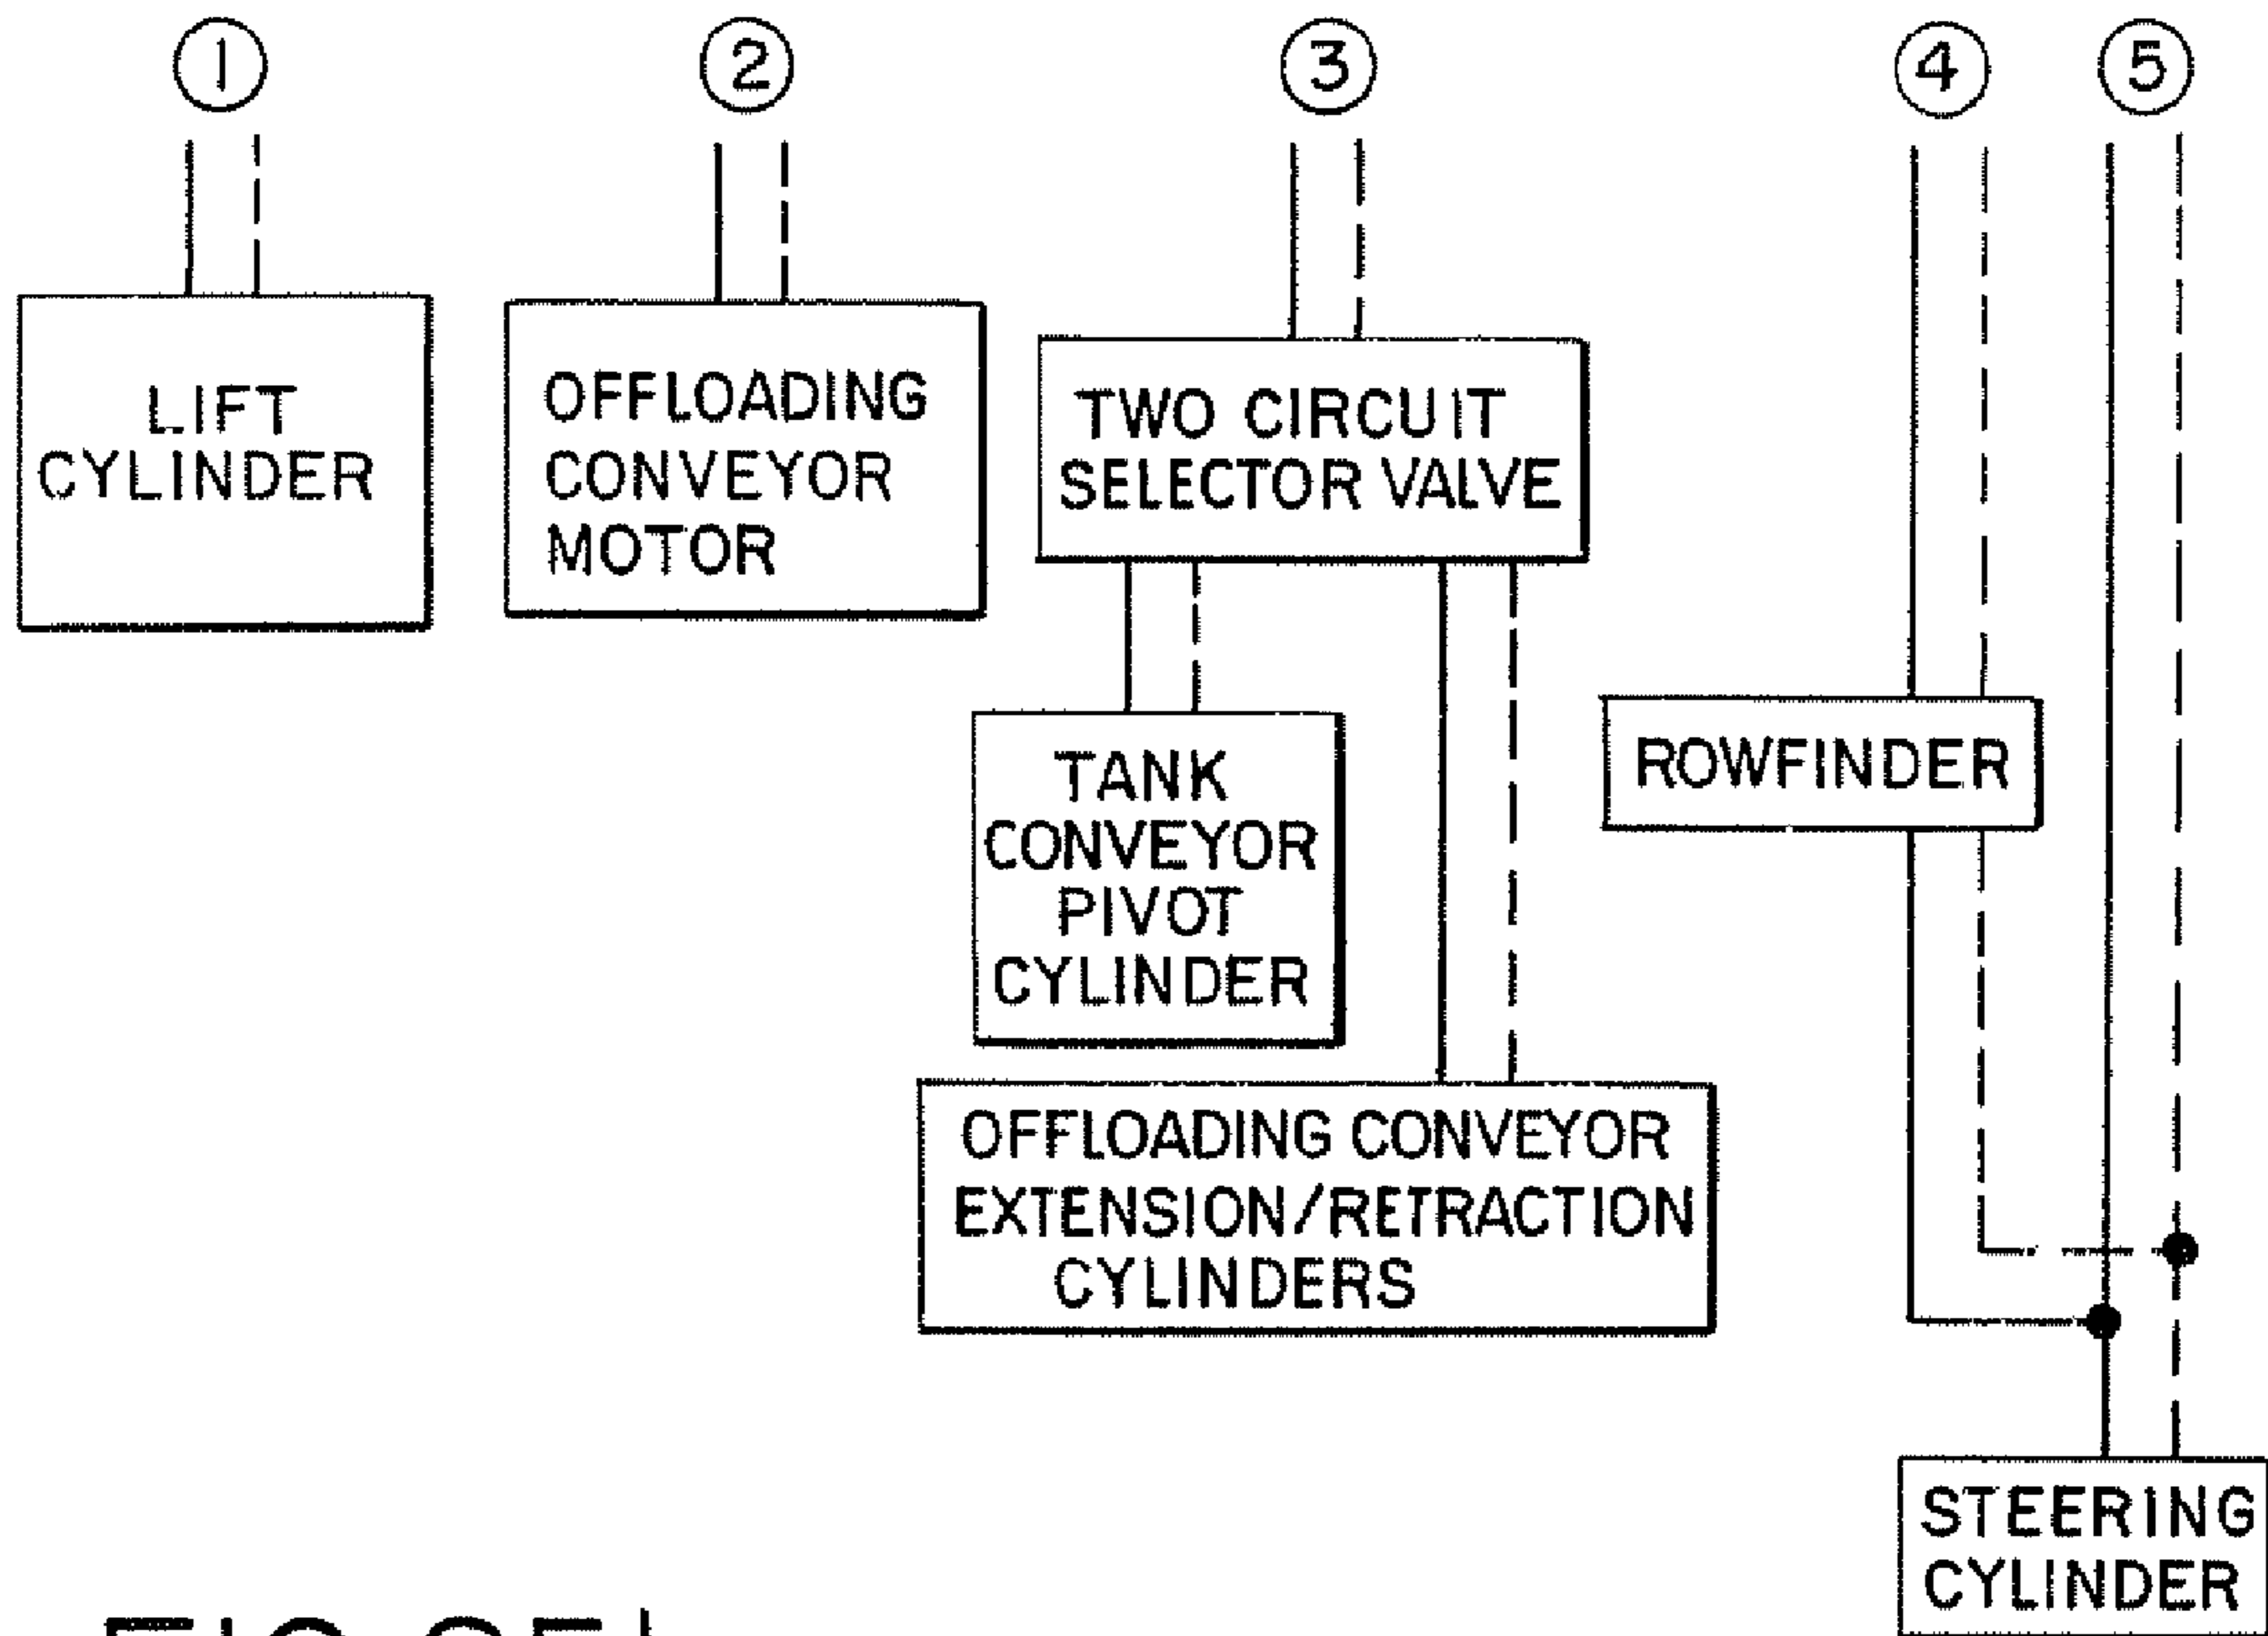 1
2
3
4
5
LIFT
CYLINDER
OFFLOADING
CONVEYOR
MOTOR
TWO CIRCUIT
SELECTOR VALVE
TANK
CONVEYOR
PIVOT
CYLINDER
ROWFINDER
OFFLOADING CONVEYOR
EXTENSION/RETRACTION
CYLINDERS
STEERING
CYLINDER